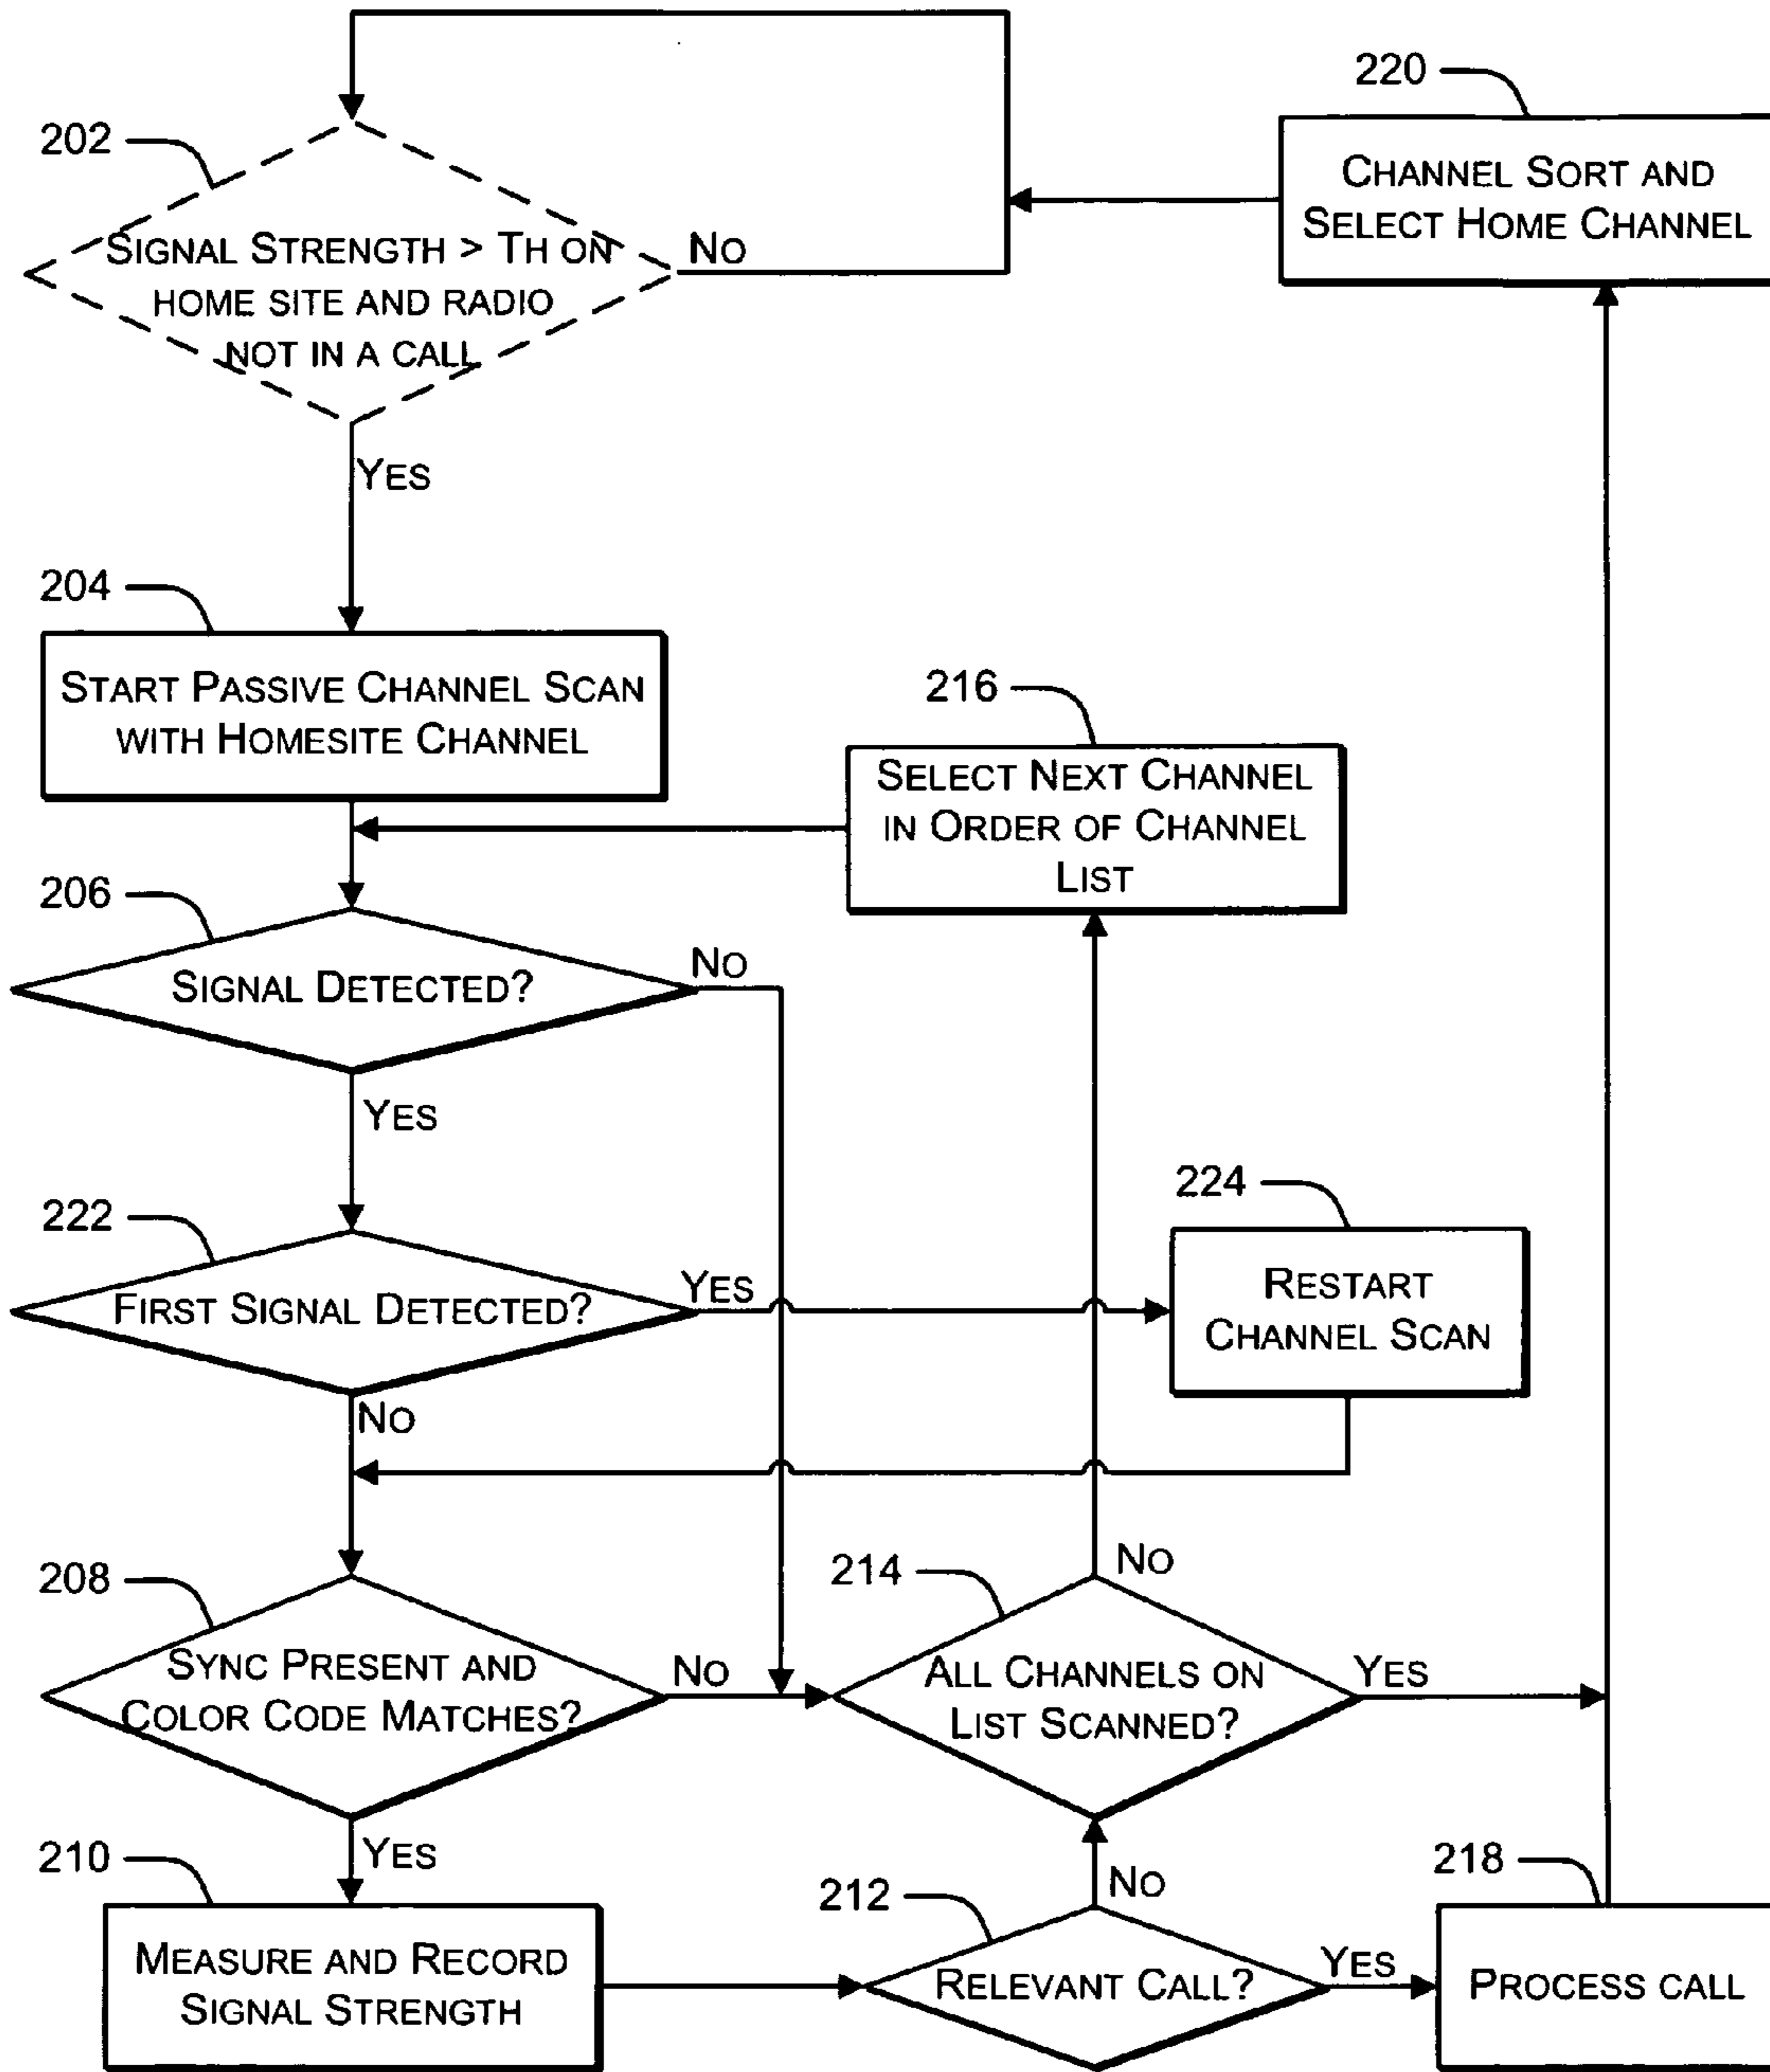 220
202
CHANNEL SORT AND
SELECT HOME CHANNEL
SIGNAL STRENGTH > TH ON
HOME SITE AND RADIO
NOT IN A CALL
NO
YES
204
START PASSIVE CHANNEL SCAN
WITH HOMESITE CHANNEL
216
SELECT NEXT CHANNEL
IN ORDER OF CHANNEL
LIST
206
SIGNAL DETECTED?
NO
YES
222
FIRST SIGNAL DETECTED?
YES
224
RESTART
CHANNEL SCAN
NO
208
SYNC PRESENT AND
COLOR CODE MATCHES?
NO
214
NO
ALL CHANNELS ON
LIST SCANNED?
YES
YES
210
MEASURE AND RECORD
SIGNAL STRENGTH
212
NO
RELEVANT CALL?
YES
218
PROCESS CALL